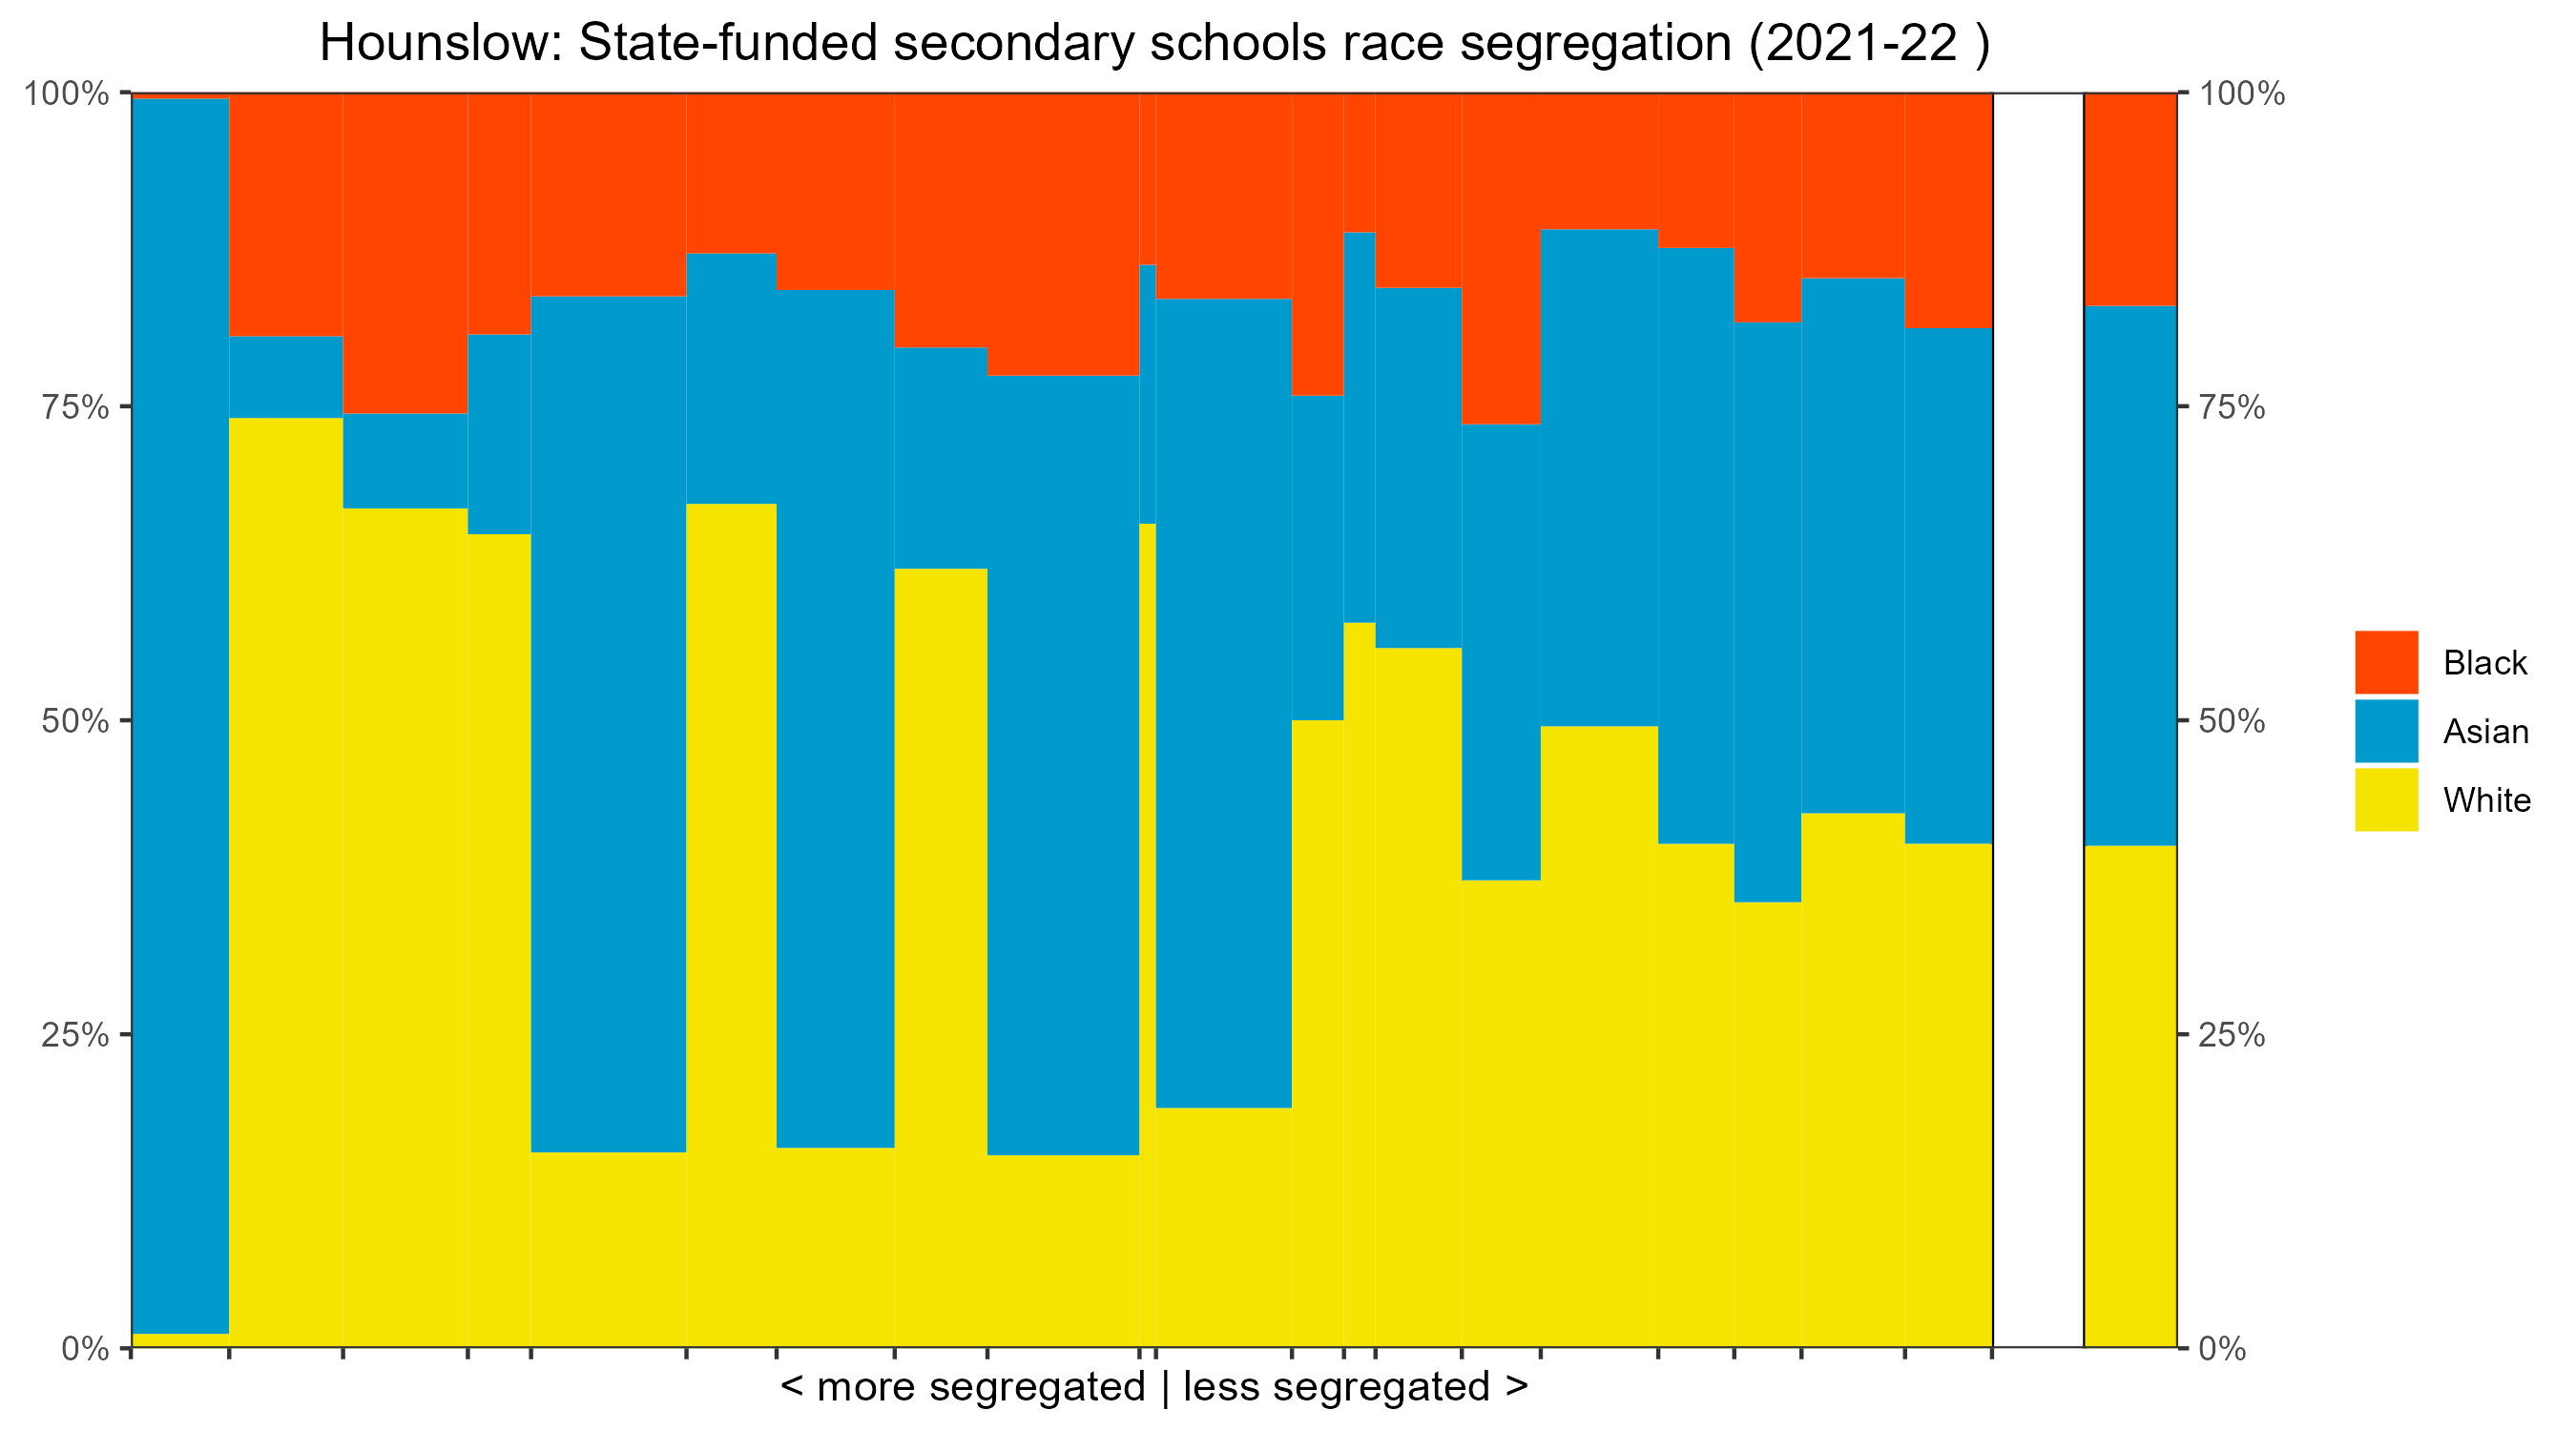 Hounslow: State-funded secondary schools race segregation (2021-22 )
100%
75%
50%
25%
0%
100%
75%
50%
25%
0%
Black
Asian
White
< more segregated | less segregated >